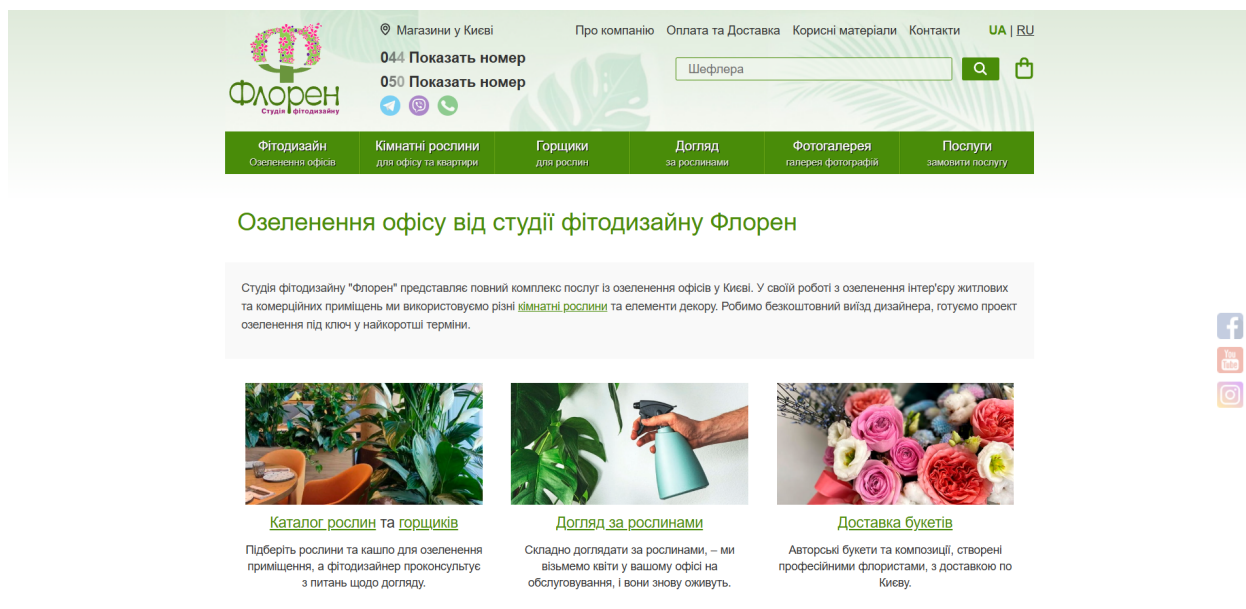 Флорен
Студія фітодизайну
Магазини у Києві
Про компанію Оплата та Доставка Корисні матеріали Контакти UA | RU
044 Показать номер
Шефлера
050 Показать номер
Фітодизайн Кімнатні рослини Горщики Догляд Фотогалерея Послуги
Озеленення офісів для офісу та квартири для рослин за рослинами галерея фотографій замовити послугу
Озеленення офісу від студії фітодизайну Флорен
Студія фітодизайну "Флорен" представляє повний комплекс послуг із озеленення офісів у Києві. У своїй роботі з озеленення інтер'єру житлових
та комерційних приміщень ми використовуємо різні кімнатні рослини та елементи декору. Робимо безкоштовний виїзд дизайнера, готуємо проект
озеленення під ключ у найкоротші терміни.
You
Tube
Каталог рослин та горщиків
Підберіть рослини та кашпо для озеленення
приміщення, а фітодизайнер проконсультує
з питань щодо догляду.
Догляд за рослинами
Складно доглядати за рослинами, – ми
візьмемо квіти у вашому офісі на
обслуговування, і вони знову оживуть.
Доставка букетів
Авторські букети та композиції, створені
професійними флористами, з доставкою по
Києву.